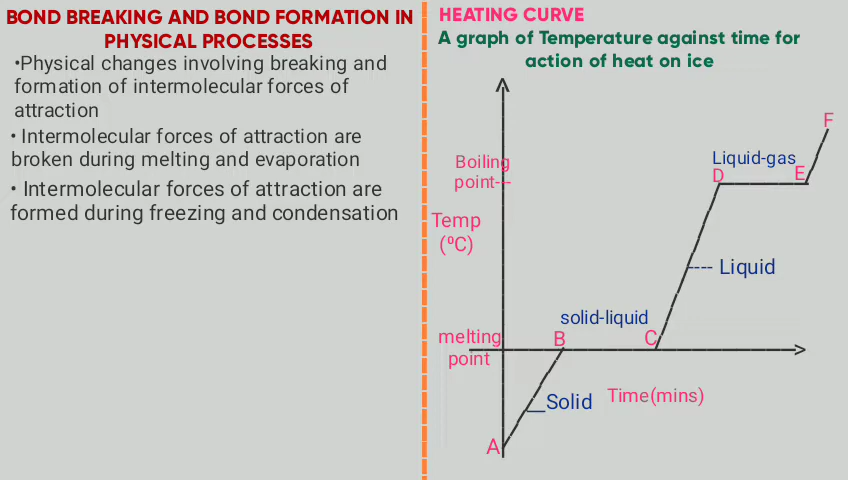 BOND BREAKING AND BOND FORMATION IN
PHYSICAL PROCESSES
•Physical changes involving breaking and
formation of intermolecular forces of
attraction
• Intermolecular forces of attraction are
broken during melting and evaporation
• Intermolecular forces of attraction are
formed during freezing and condensation
HEATING CURVE
A graph of Temperature against time for
action of heat on ice
F
Boiling
point--
Liquid-gas
D
E
Temp
(⁰C)
---- Liquid
solid-liquid
melting
point
B
C
Solid
Time(mins)
A